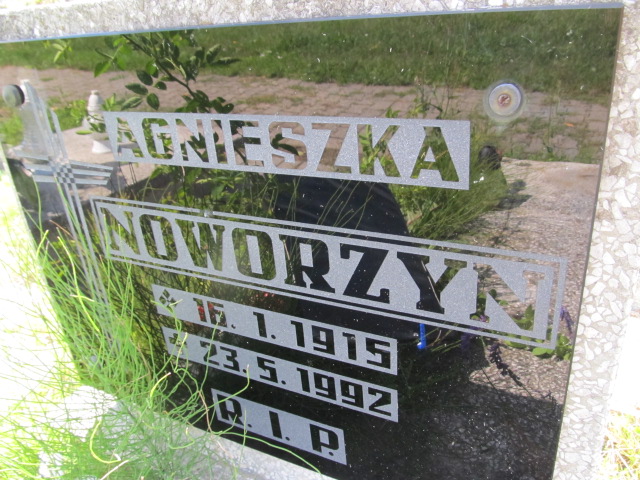 AGNIESZKA
NOWORZYN
* 16. 1. 1915
+ 23. 5. 1992
R. I. P.